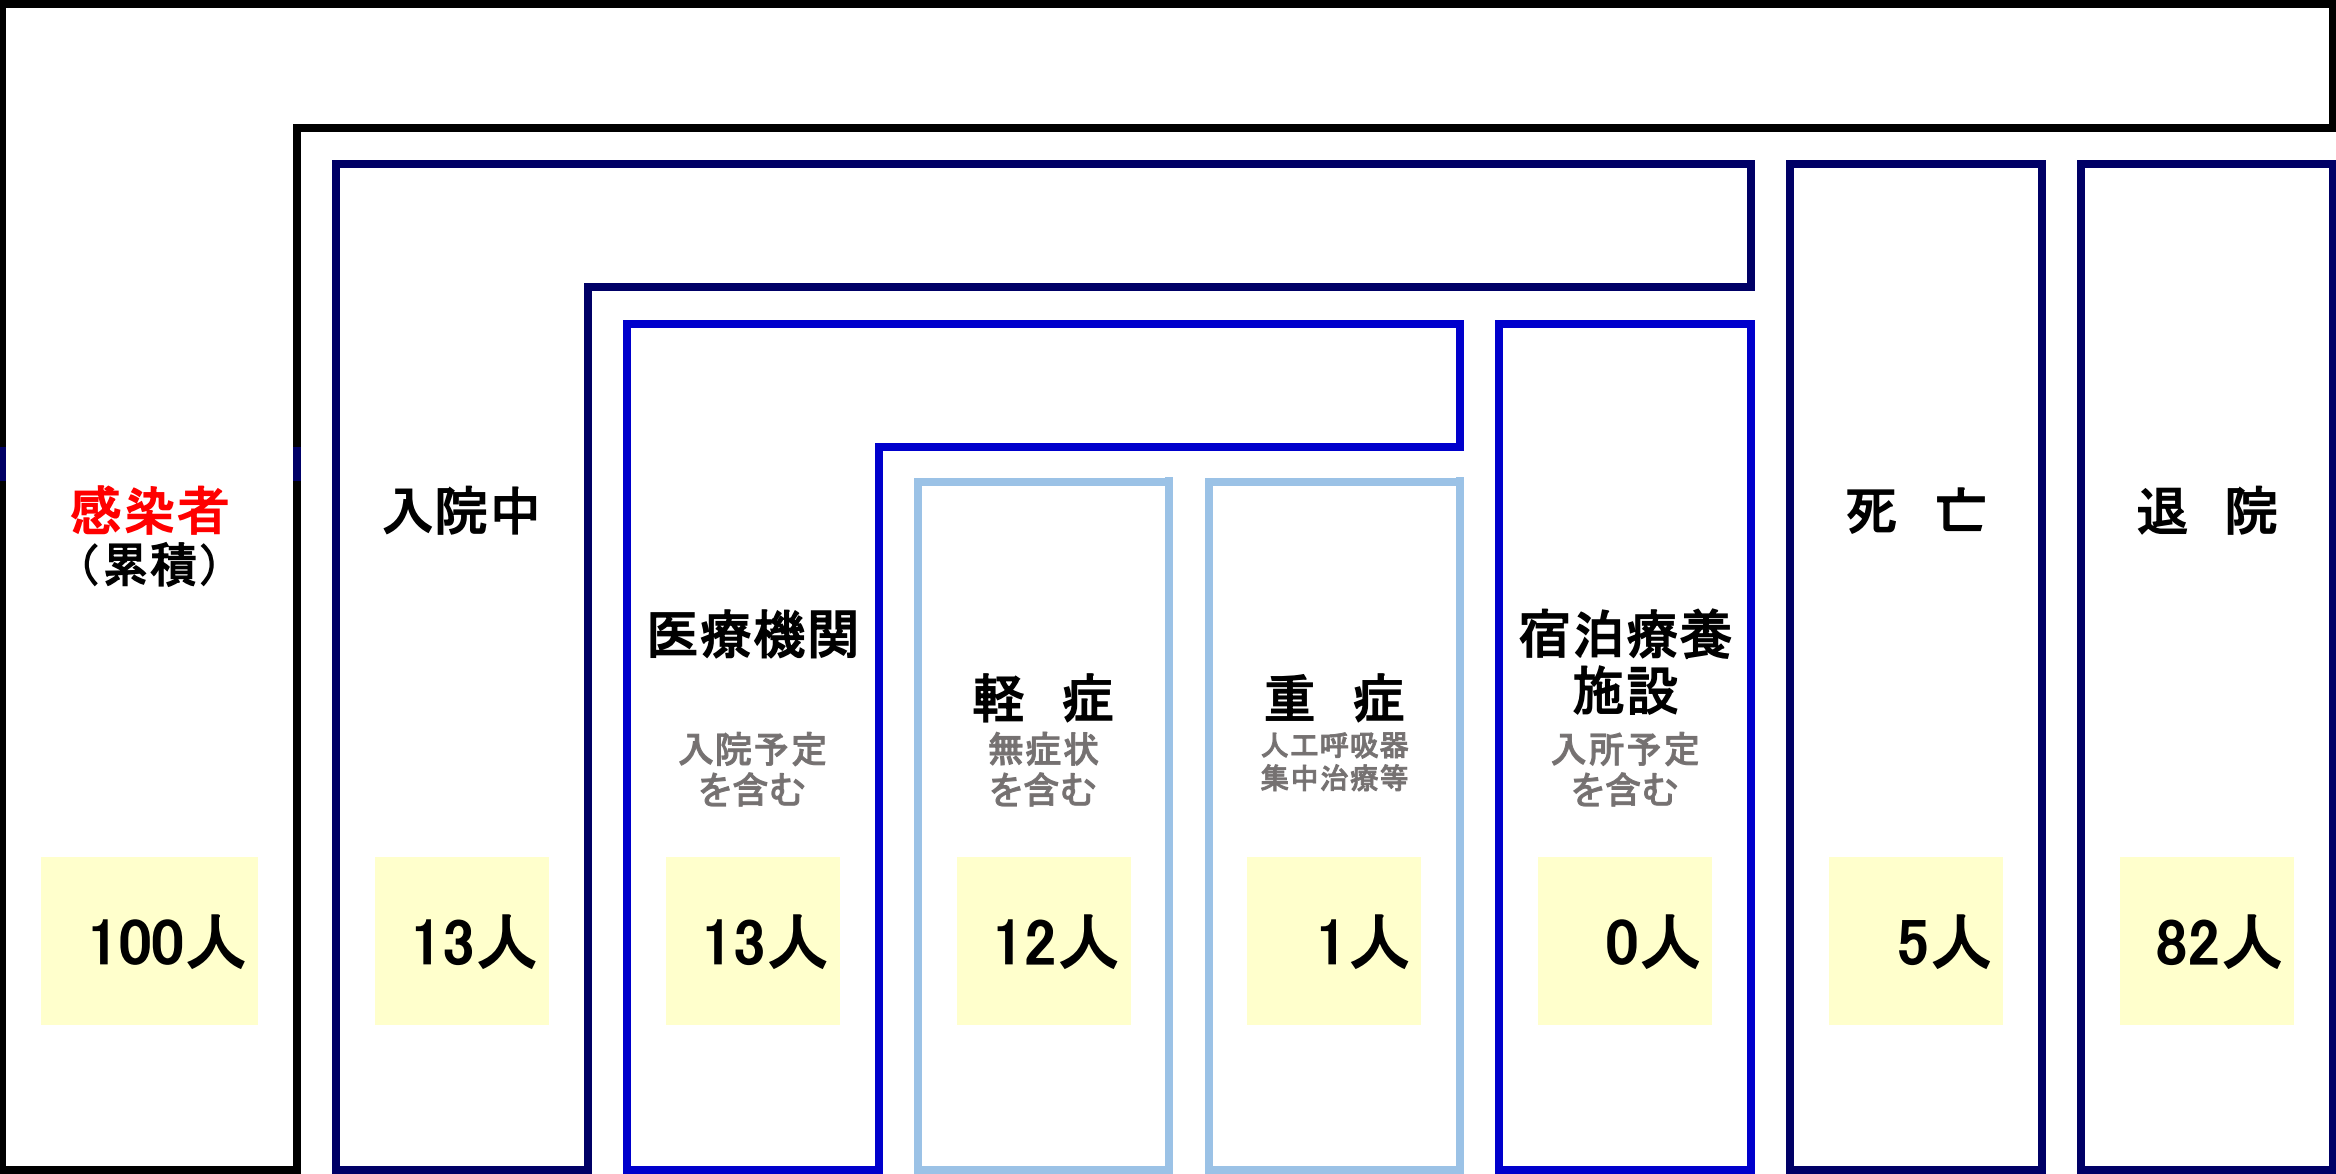 感染者
（累積）
100人
入院中
13人
医療機関
入院予定
を含む
13人
軽　症
無症状
を含む
12人
重　症
人工呼吸器
集中治療等
1人
宿泊療養
施設
入所予定
を含む
0人
死　亡
5人
退　院
82人